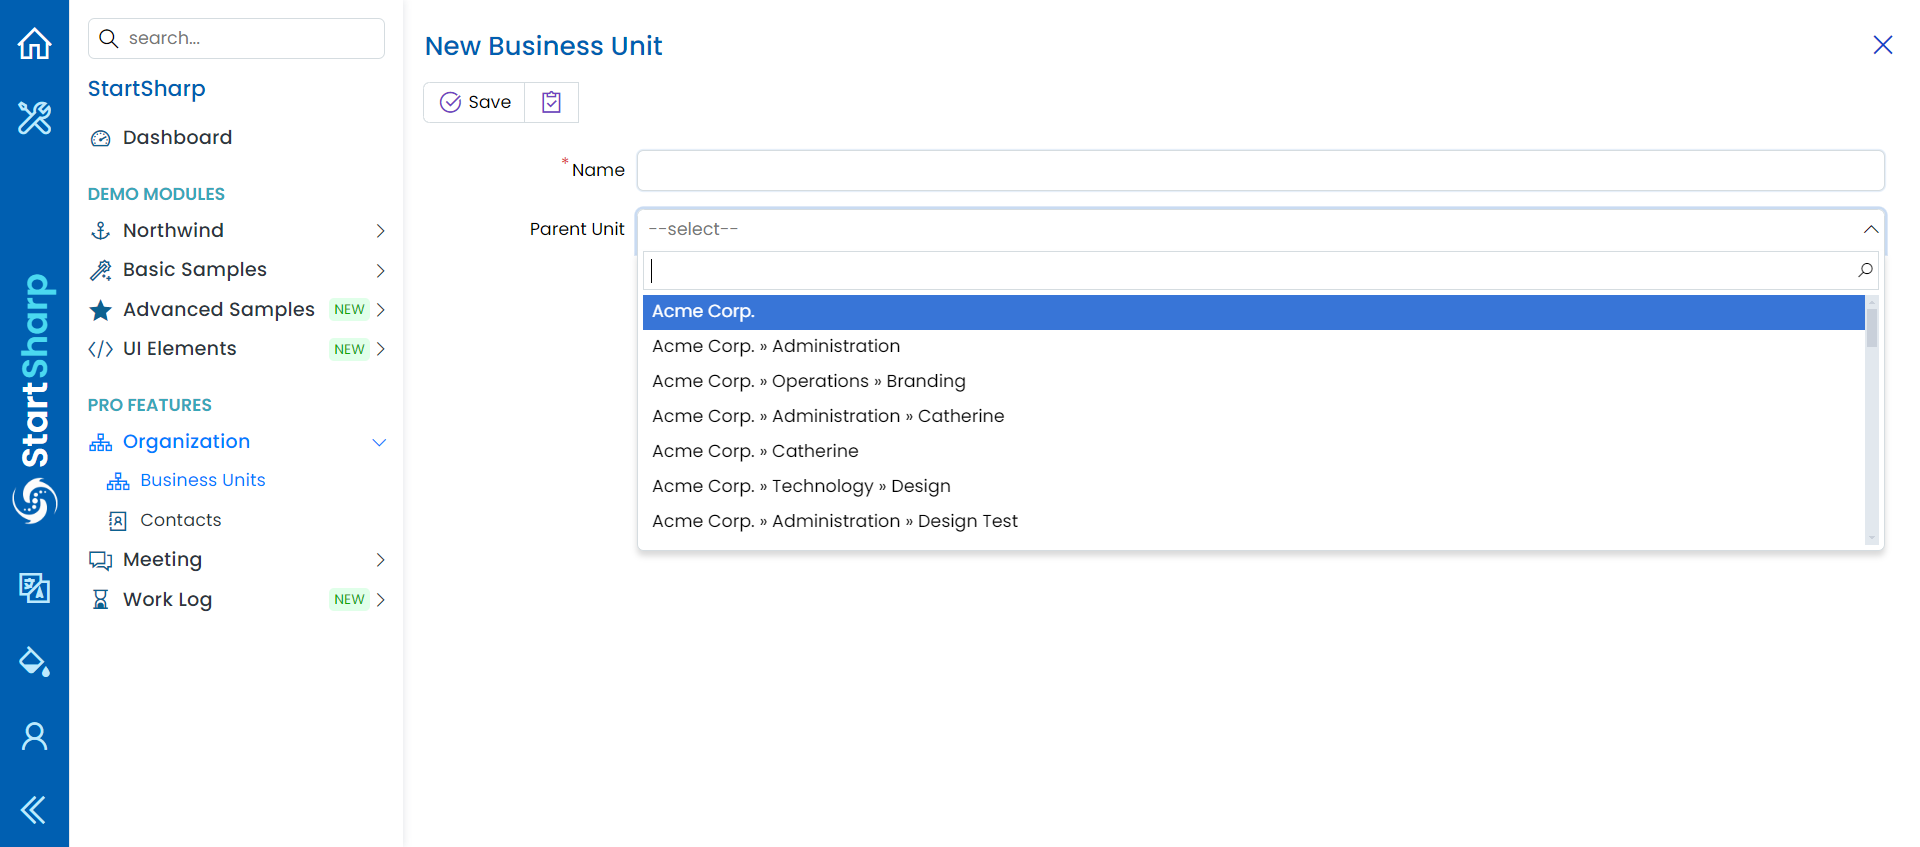 StartSharp
search...
StartSharp
Dashboard
DEMO MODULES
Northwind
Basic Samples
Advanced Samples NEW
UI Elements NEW
PRO FEATURES
Organization
Business Units
Contacts
Meeting
Work Log NEW
New Business Unit
Save
* Name
Parent Unit --select--
Acme Corp.
Acme Corp. » Administration
Acme Corp. » Operations » Branding
Acme Corp. » Administration » Catherine
Acme Corp. » Catherine
Acme Corp. » Technology » Design
Acme Corp. » Administration » Design Test